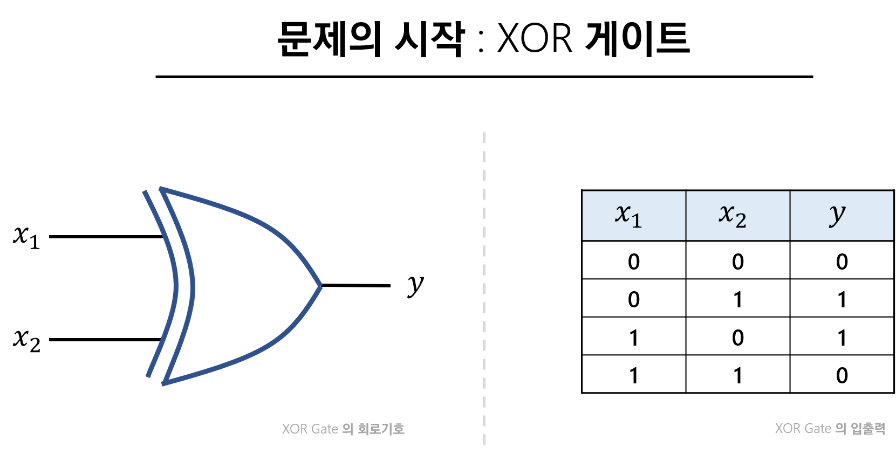 문제의 시작 : XOR 게이트
x₁
x₂
y
XOR Gate 의 회로기호
x₁ x₂ y
0 0 0
0 1 1
1 0 1
1 1 0
XOR Gate 의 입출력